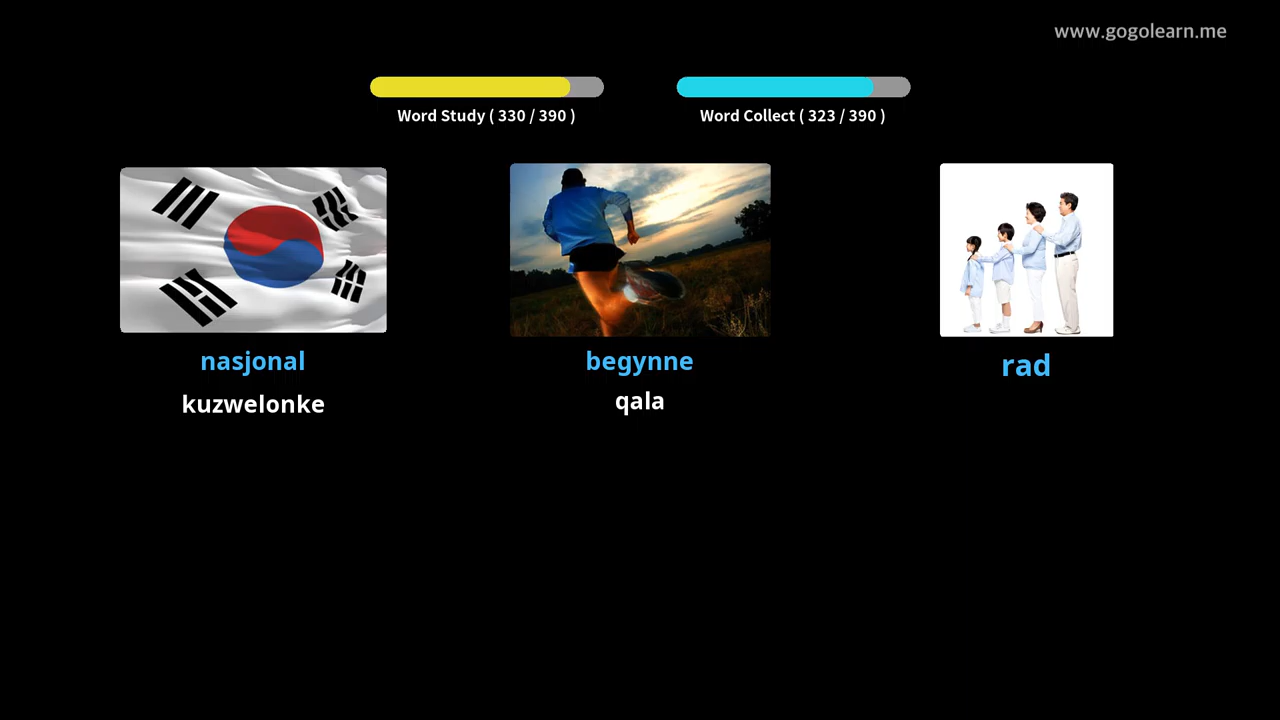 www.gogolearn.me
Word Study ( 330 / 390 )
Word Collect ( 323 / 390 )
nasjonal
begynne
rad
kuzwelonke
qala